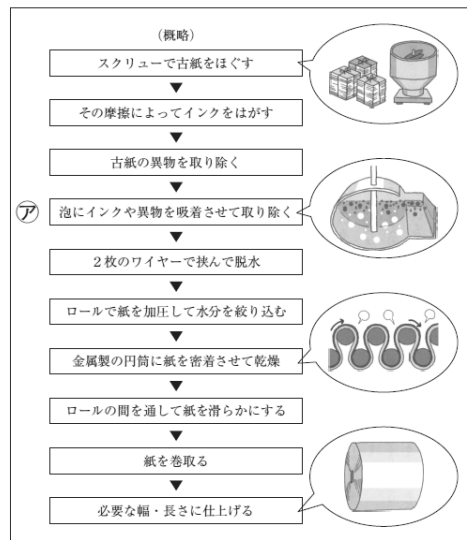 (概略)
スクリューで古紙をほぐす
▼
その摩擦によってインクをはがす
▼
古紙の異物を取り除く
▼
㋐ 泡にインクや異物を吸着させて取り除く
▼
2枚のワイヤーで挟んで脱水
▼
ロールで紙を加圧して水分を絞り込む
▼
金属製の円筒に紙を密着させて乾燥
▼
ロールの間を通して紙を滑らかにする
▼
紙を巻取る
▼
必要な幅・長さに仕上げる